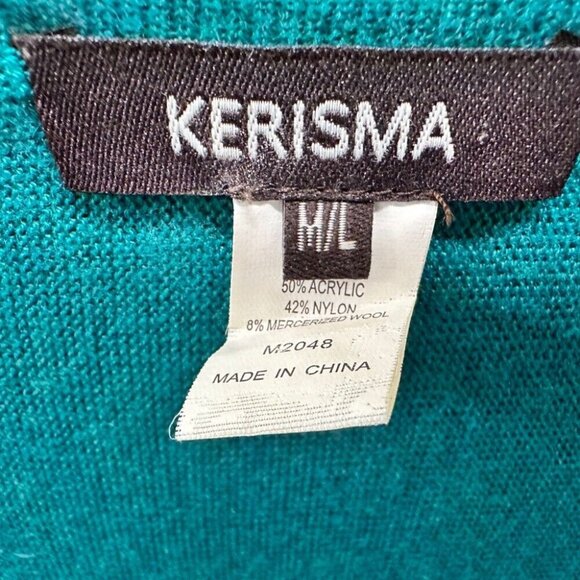 KERISMA
M/L
50% ACRYLIC
42% NYLON
8% MERCERIZED WOOL
M2048
MADE IN CHINA